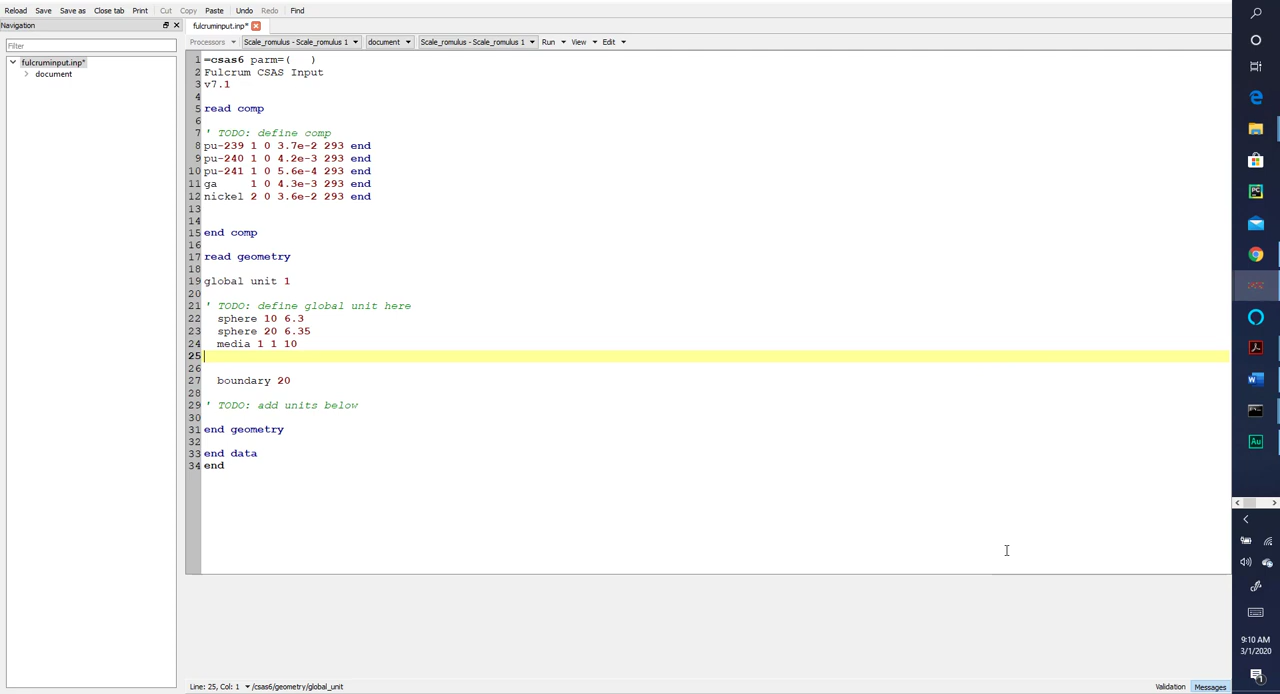 Reload Save Save as Close tab Print Cut Copy Paste Undo Redo Find
Navigation
fulcruminput.inp*
Processors Scale_romulus - Scale_romulus 1 document Scale_romulus - Scale_romulus 1 Run View Edit
Filter
fulcruminput.inp*
document
1 =csas6 parm=(   )
2 Fulcrum CSAS Input
3 v7.1
4
5 read comp
6
7 ' TODO: define comp
8 pu-239 1 0 3.7e-2 293 end
9 pu-240 1 0 4.2e-3 293 end
10 pu-241 1 0 5.6e-4 293 end
11 ga     1 0 4.3e-3 293 end
12 nickel 2 0 3.6e-2 293 end
13
14
15 end comp
16
17 read geometry
18
19 global unit 1
20
21 ' TODO: define global unit here
22   sphere 10 6.3
23   sphere 20 6.35
24   media 1 1 10
25
26
27   boundary 20
28
29 ' TODO: add units below
30
31 end geometry
32
33 end data
34 end
Line: 25, Col: 1 /csas6/geometry/global_unit
Validation Messages
PC
W
Au
9:10 AM
3/1/2020
1